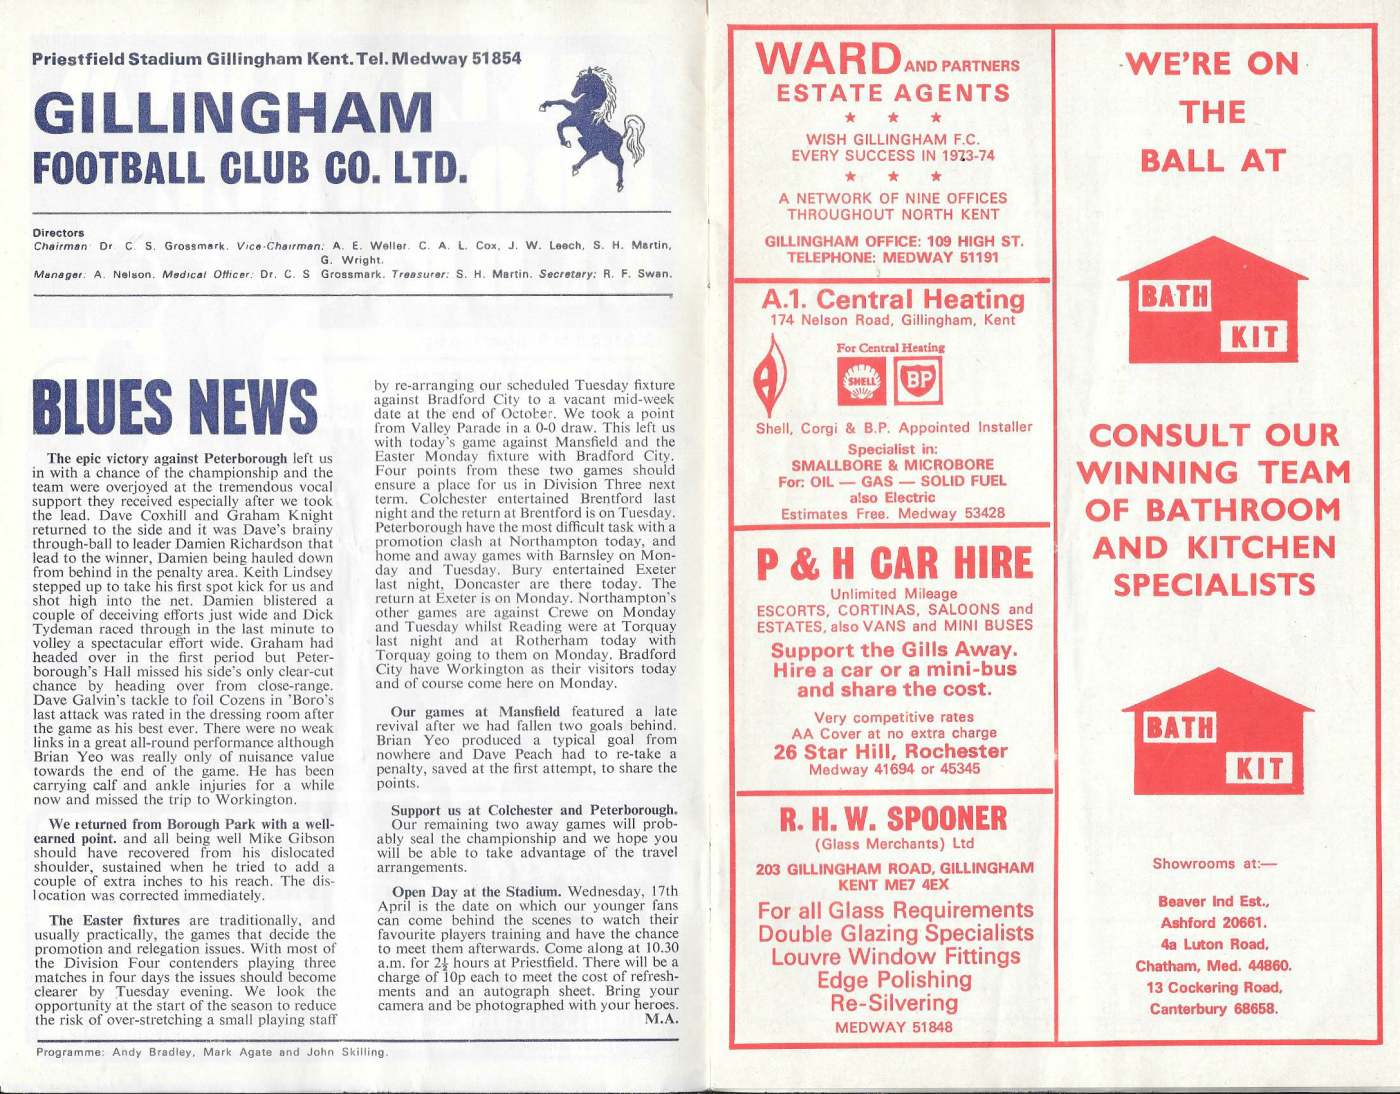 Priestfield Stadium Gillingham Kent. Tel. Medway 51854
GILLINGHAM
FOOTBALL CLUB CO. LTD.
Directors
Chairman: Dr. C. S. Grossmark. Vice-Chairman: A. E. Weller. C. A. L. Cox, J. W. Leech, S. H. Martin,
G. Wright.
Manager: A. Nelson. Medical Officer: Dr. C. S Grossmark. Treasurer: S. H. Martin. Secretary: R. F. Swan.
BLUES NEWS
The epic victory against Peterborough left us
in with a chance of the championship and the
team were overjoyed at the tremendous vocal
support they received especially after we took
the lead. Dave Coxhill and Graham Knight
returned to the side and it was Dave's brainy
through-ball to leader Damien Richardson that
lead to the winner, Damien being hauled down
from behind in the penalty area. Keith Lindsey
stepped up to take his first spot kick for us and
shot high into the net. Damien blistered a
couple of deceiving efforts just wide and Dick
Tydeman raced through in the last minute to
volley a spectacular effort wide. Graham had
headed over in the first period but Peter-
borough's Hall missed his side's only clear-cut
chance by heading over from close-range.
Dave Galvin's tackle to foil Cozens in 'Boro's
last attack was rated in the dressing room after
the game as his best ever. There were no weak
links in a great all-round performance although
Brian Yeo was really only of nuisance value
towards the end of the game. He has been
carrying calf and ankle injuries for a while
now and missed the trip to Workington.
We returned from Borough Park with a well-
earned point. and all being well Mike Gibson
should have recovered from his dislocated
shoulder, sustained when he tried to add a
couple of extra inches to his reach. The dis-
location was corrected immediately.
The Easter fixtures are traditionally, and
usually practically, the games that decide the
promotion and relegation issues. With most of
the Division Four contenders playing three
matches in four days the issues should become
clearer by Tuesday evening. We look the
opportunity at the start of the season to reduce
the risk of over-stretching a small playing staff
by re-arranging our scheduled Tuesday fixture
against Bradford City to a vacant mid-week
date at the end of October. We took a point
from Valley Parade in a 0-0 draw. This left us
with today's game against Mansfield and the
Easter Monday fixture with Bradford City.
Four points from these two games should
ensure a place for us in Division Three next
term. Colchester entertained Brentford last
night and the return at Brentford is on Tuesday.
Peterborough have the most difficult task with a
promotion clash at Northampton today, and
home and away games with Barnsley on Mon-
day and Tuesday. Bury entertained Exeter
last night, Doncaster are there today. The
return at Exeter is on Monday. Northampton's
other games are against Crewe on Monday
and Tuesday whilst Reading were at Torquay
last night and at Rotherham today with
Torquay going to them on Monday. Bradford
City have Workington as their visitors today
and of course come here on Monday.
Our games at Mansfield featured a late
revival after we had fallen two goals behind.
Brian Yeo produced a typical goal from
nowhere and Dave Peach had to re-take a
penalty, saved at the first attempt, to share the
points.
Support us at Colchester and Peterborough.
Our remaining two away games will prob-
ably seal the championship and we hope you
will be able to take advantage of the travel
arrangements.
Open Day at the Stadium. Wednesday, 17th
April is the date on which our younger fans
can come behind the scenes to watch their
favourite players training and have the chance
to meet them afterwards. Come along at 10.30
a.m. for 2½ hours at Priestfield. There will be a
charge of 10p each to meet the cost of refresh-
ments and an autograph sheet. Bring your
camera and be photographed with your heroes.
M.A.
Programme: Andy Bradley, Mark Agate and John Skilling.
WARD AND PARTNERS
ESTATE AGENTS
★ ★ ★
WISH GILLINGHAM F.C.
EVERY SUCCESS IN 1973-74
★ ★ ★
A NETWORK OF NINE OFFICES
THROUGHOUT NORTH KENT
GILLINGHAM OFFICE: 109 HIGH ST.
TELEPHONE: MEDWAY 51191
A.1. Central Heating
174 Nelson Road, Gillingham, Kent
For Central Heating
A
SHELL
BP
Shell, Corgi & B.P. Appointed Installer
Specialist in:
SMALLBORE & MICROBORE
For: OIL — GAS — SOLID FUEL
also Electric
Estimates Free. Medway 53428
P & H CAR HIRE
Unlimited Mileage
ESCORTS, CORTINAS, SALOONS and
ESTATES, also VANS and MINI BUSES
Support the Gills Away.
Hire a car or a mini-bus
and share the cost.
Very competitive rates
AA Cover at no extra charge
26 Star Hill, Rochester
Medway 41694 or 45345
R. H. W. SPOONER
(Glass Merchants) Ltd
203 GILLINGHAM ROAD, GILLINGHAM
KENT ME7 4EX
For all Glass Requirements
Double Glazing Specialists
Louvre Window Fittings
Edge Polishing
Re-Silvering
MEDWAY 51848
WE'RE ON
THE
BALL AT
BATH
KIT
CONSULT OUR
WINNING TEAM
OF BATHROOM
AND KITCHEN
SPECIALISTS
BATH
KIT
Showrooms at:—
Beaver Ind Est.,
Ashford 20661.
4a Luton Road,
Chatham, Med. 44860.
13 Cockering Road,
Canterbury 68658.